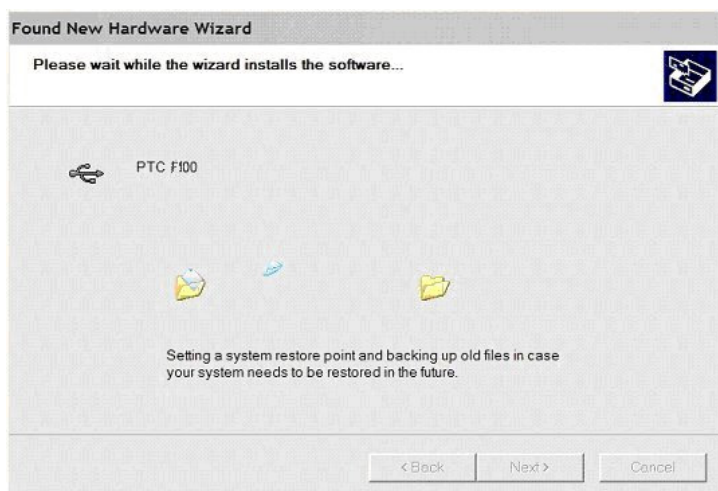 Found New Hardware Wizard
Please wait while the wizard installs the software...
PTC F100
Setting a system restore point and backing up old files in case
your system needs to be restored in the future.
< Back
Next >
Cancel